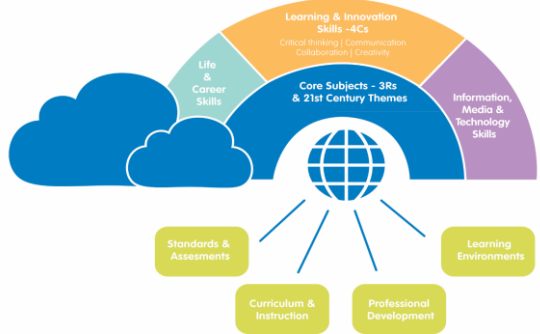 Learning & Innovation
Skills -4Cs
Critical thinking | Communication
Collaboration | Creativity
Life
&
Career
Skills
Core Subjects - 3Rs
& 21st Century Themes
Information,
Media &
Technology
Skills
Standards &
Assesments
Learning
Environments
Curriculum &
Instruction
Professional
Development